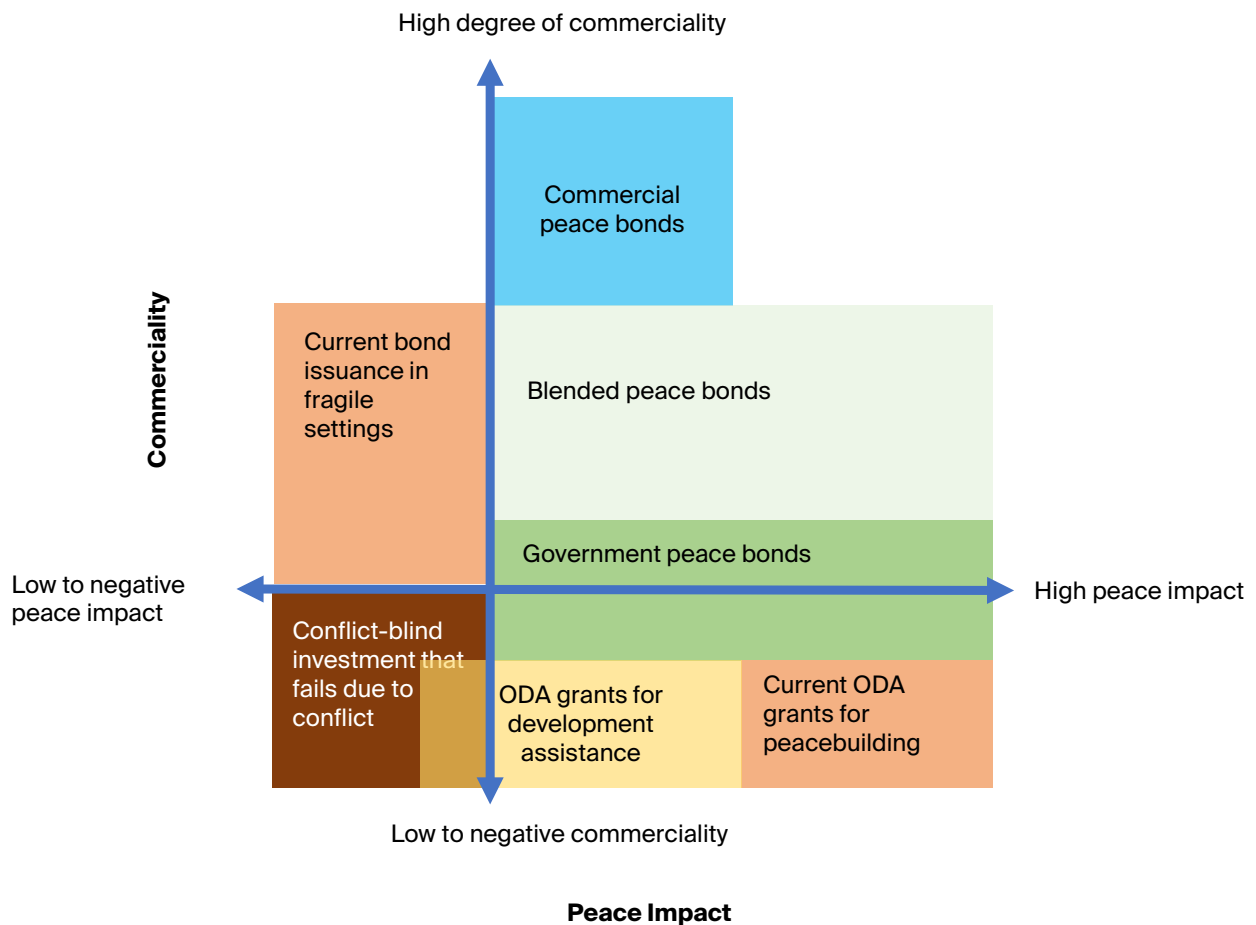 High degree of commerciality
Commercial
peace bonds
Commerciality
Current bond
issuance in
fragile
settings
Blended peace bonds
Government peace bonds
Low to negative
peace impact
High peace impact
Conflict-blind
investment that
fails due to
conflict
ODA grants for
development
assistance
Current ODA
grants for
peacebuilding
Low to negative commerciality
Peace Impact